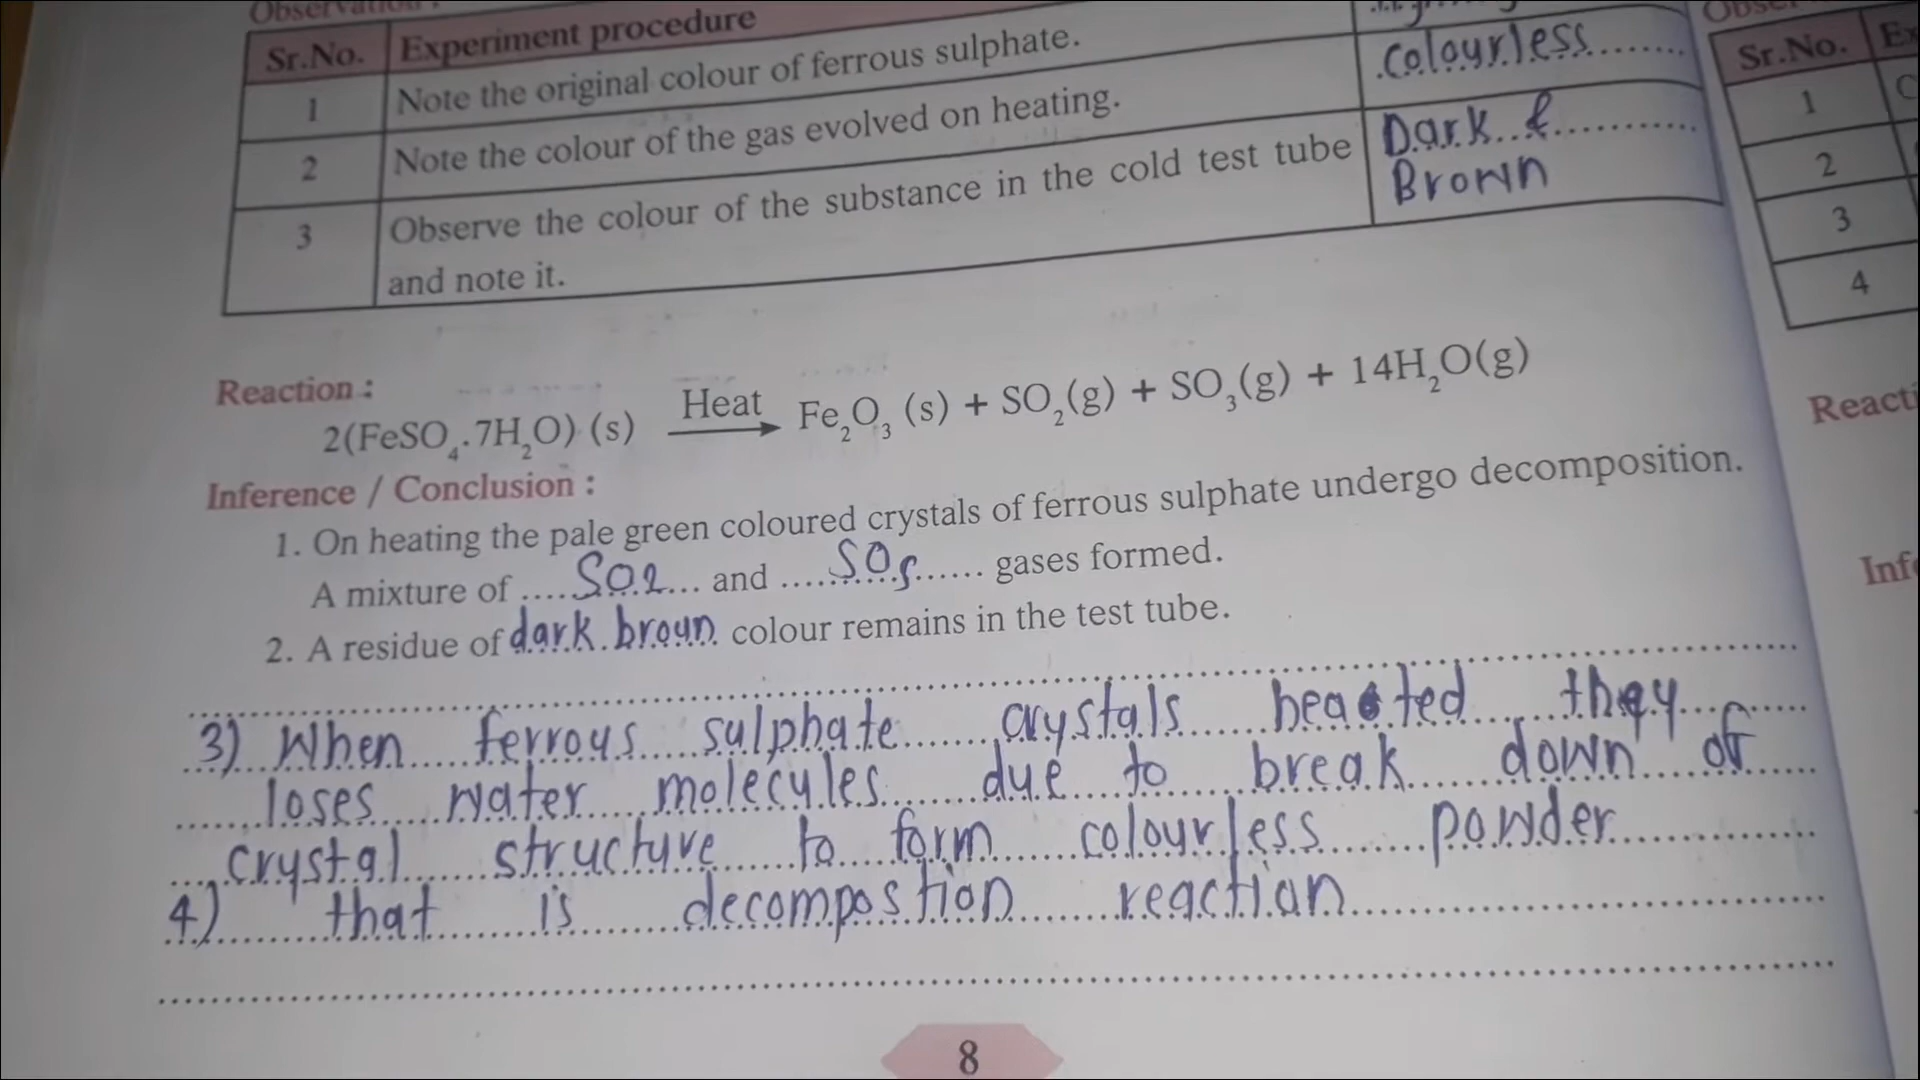 Observation :
Sr.No. Experiment procedure
1 Note the original colour of ferrous sulphate.
2 Note the colour of the gas evolved on heating. colourless
3 Observe the colour of the substance in the cold test tube Dark &
and note it. Brown
Reaction :
2(FeSO₄.7H₂O) (s) Heat → Fe₂O₃ (s) + SO₂(g) + SO₃(g) + 14H₂O(g)
Inference / Conclusion :
1. On heating the pale green coloured crystals of ferrous sulphate undergo decomposition.
A mixture of ....SO2... and ....SO......... gases formed.
2. A residue of dark broun colour remains in the test tube.
3) When ferrous sulphate crystals heated they
loses water molecules due to break down of
crystal structure to form colourless powder
4) that is decompostion reaction
8
Sr.No. Ex
1 C
2
3
4
Reacti
Infe